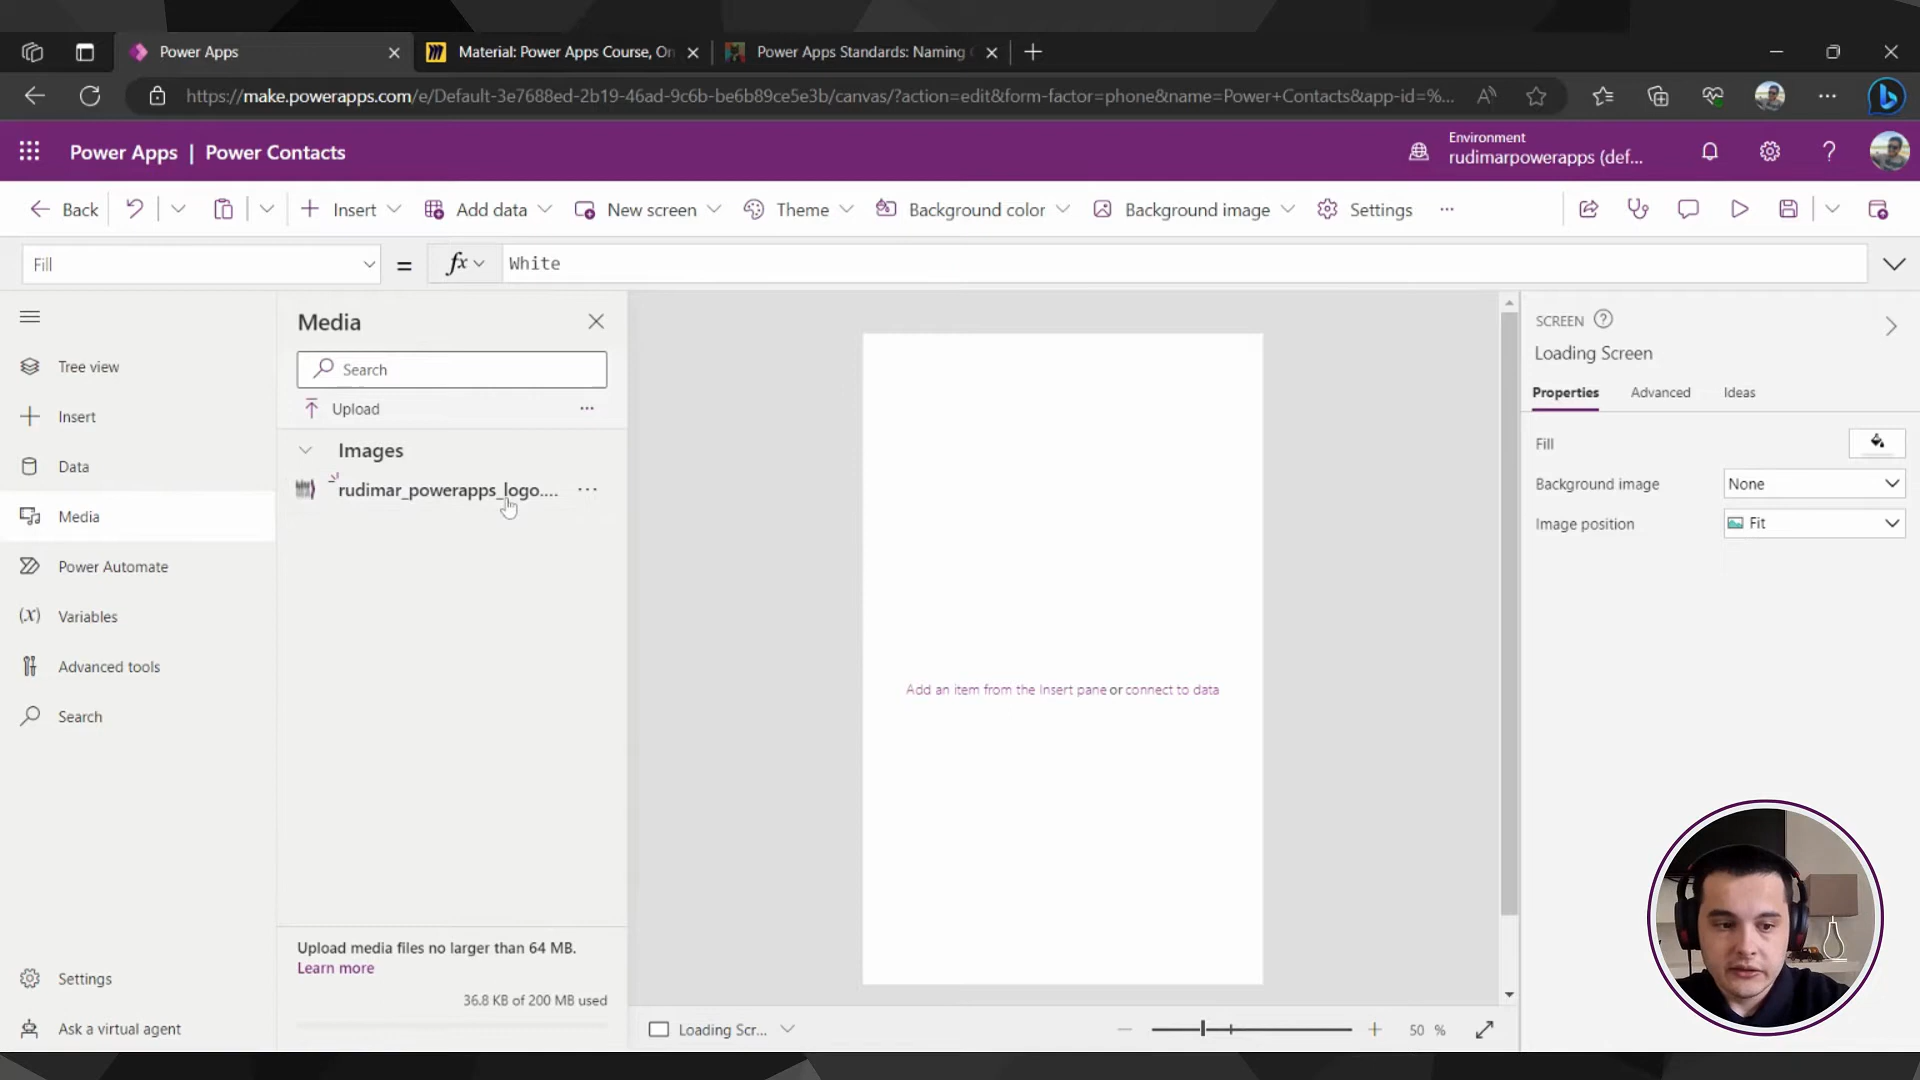 Power Apps
Material: Power Apps Course, On
Power Apps Standards: Naming
https://make.powerapps.com/e/Default-3e7688ed-2b19-46ad-9c6b-be6b89ce5e3b/canvas/?action=edit&form-factor=phone&name=Power+Contacts&app-id=%...
Power Apps | Power Contacts
Environment
rudimarpowerapps (def...
Back
Insert
Add data
New screen
Theme
Background color
Background image
Settings
Fill
=
fx
White
Media
Search
Upload
Images
rudimar_powerapps_logo....
Tree view
Insert
Data
Media
Power Automate
(x) Variables
Advanced tools
Search
Settings
Ask a virtual agent
Upload media files no larger than 64 MB.
Learn more
36.8 KB of 200 MB used
Add an item from the Insert pane or connect to data
Loading Scr...
50 %
SCREEN
Loading Screen
Properties
Advanced
Ideas
Fill
Background image
None
Image position
Fit